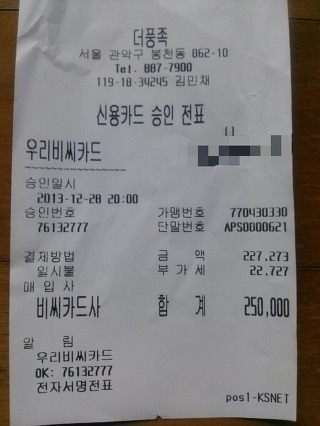 더풍족
서울 관악구 봉천동 862-10
Tel. 887-7900
119-18-34245 김민채
신용카드 승인 전표
우리비씨카드
승인일시
2013-12-28 20:00
승인번호 가맹번호 770430330
76132777 단말번호 APS0000621
결제방법 금 액 227,273
일시불 부가세 22,727
매 입 사
비씨카드사 합 계 250,000
알 림
우리비씨카드
OK: 76132777
전자서명전표
pos1-KSNET